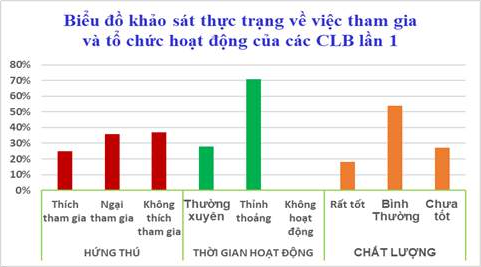 Biểu đồ khảo sát thực trạng về việc tham gia
và tổ chức hoạt động của các CLB lần 1
80%
70%
60%
50%
40%
30%
20%
10%
0%
Thích
tham gia
Ngại
tham gia
Không
thích
tham gia
Thường
xuyên
Thỉnh
thoảng
Không
hoạt
động
Rất tốt
Bình
Thường
Chưa
tốt
HỨNG THÚ
THỜI GIAN HOẠT ĐỘNG
CHẤT LƯỢNG